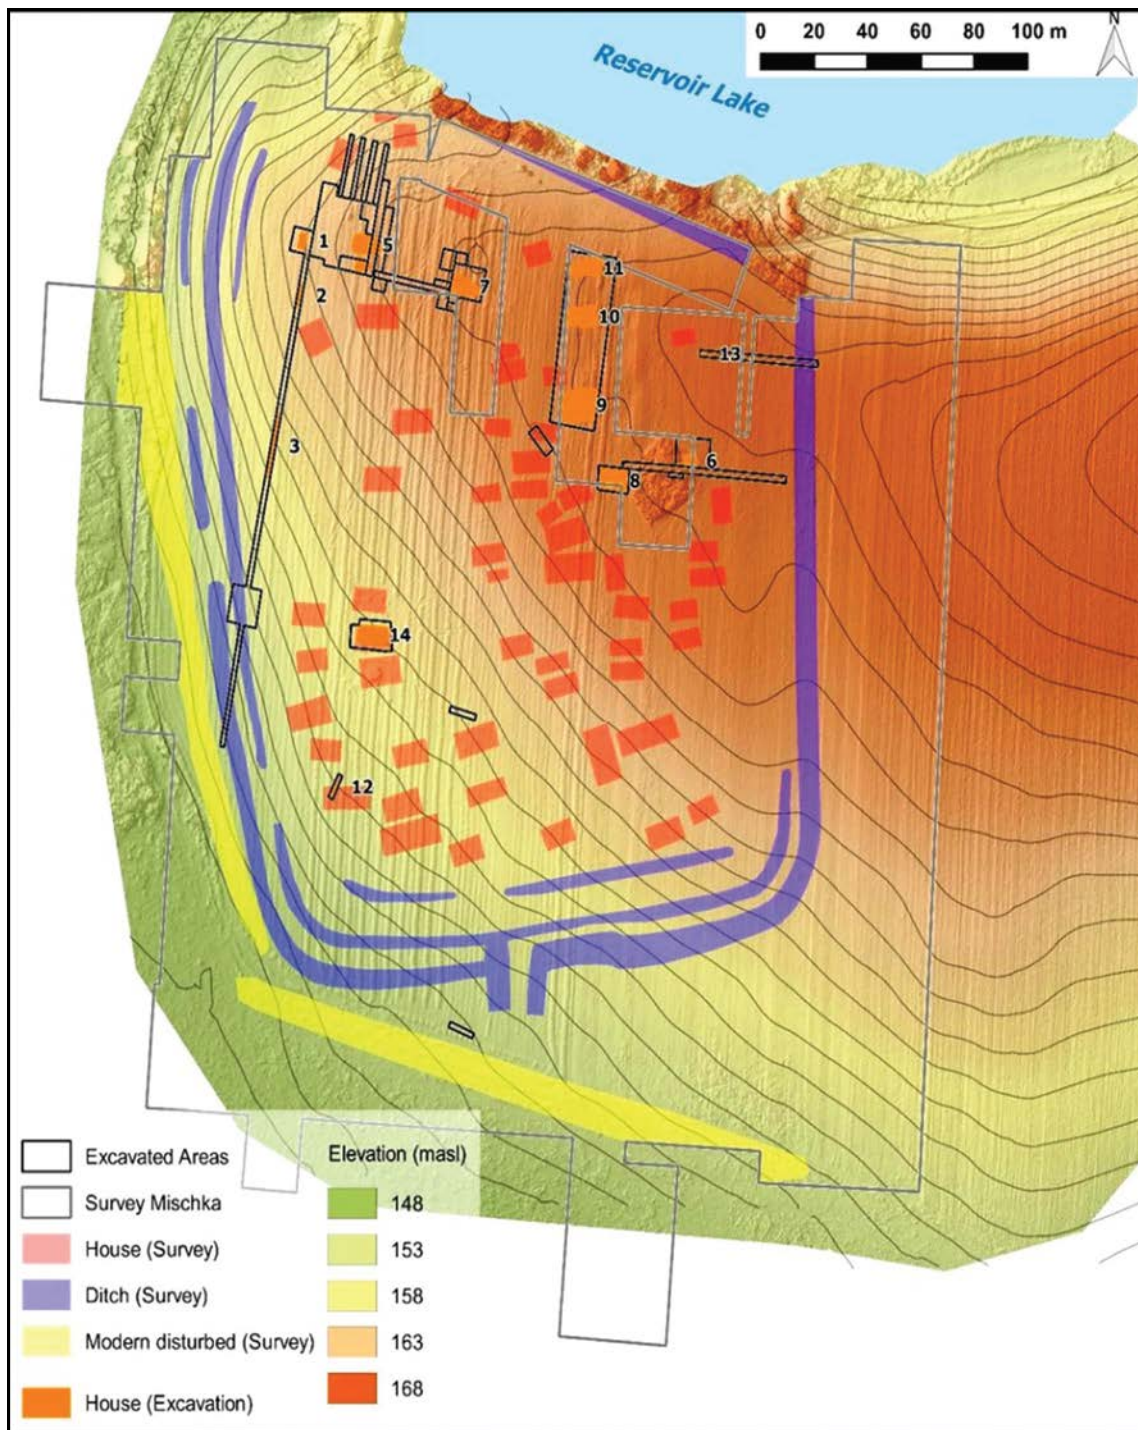 N
0 20 40 60 80 100 m
Reservoir Lake
1
5
2
7
11
10
13
9
3
6
8
14
12
Excavated Areas
Survey Mischka
House (Survey)
Ditch (Survey)
Modern disturbed (Survey)
House (Excavation)
Elevation (masl)
148
153
158
163
168